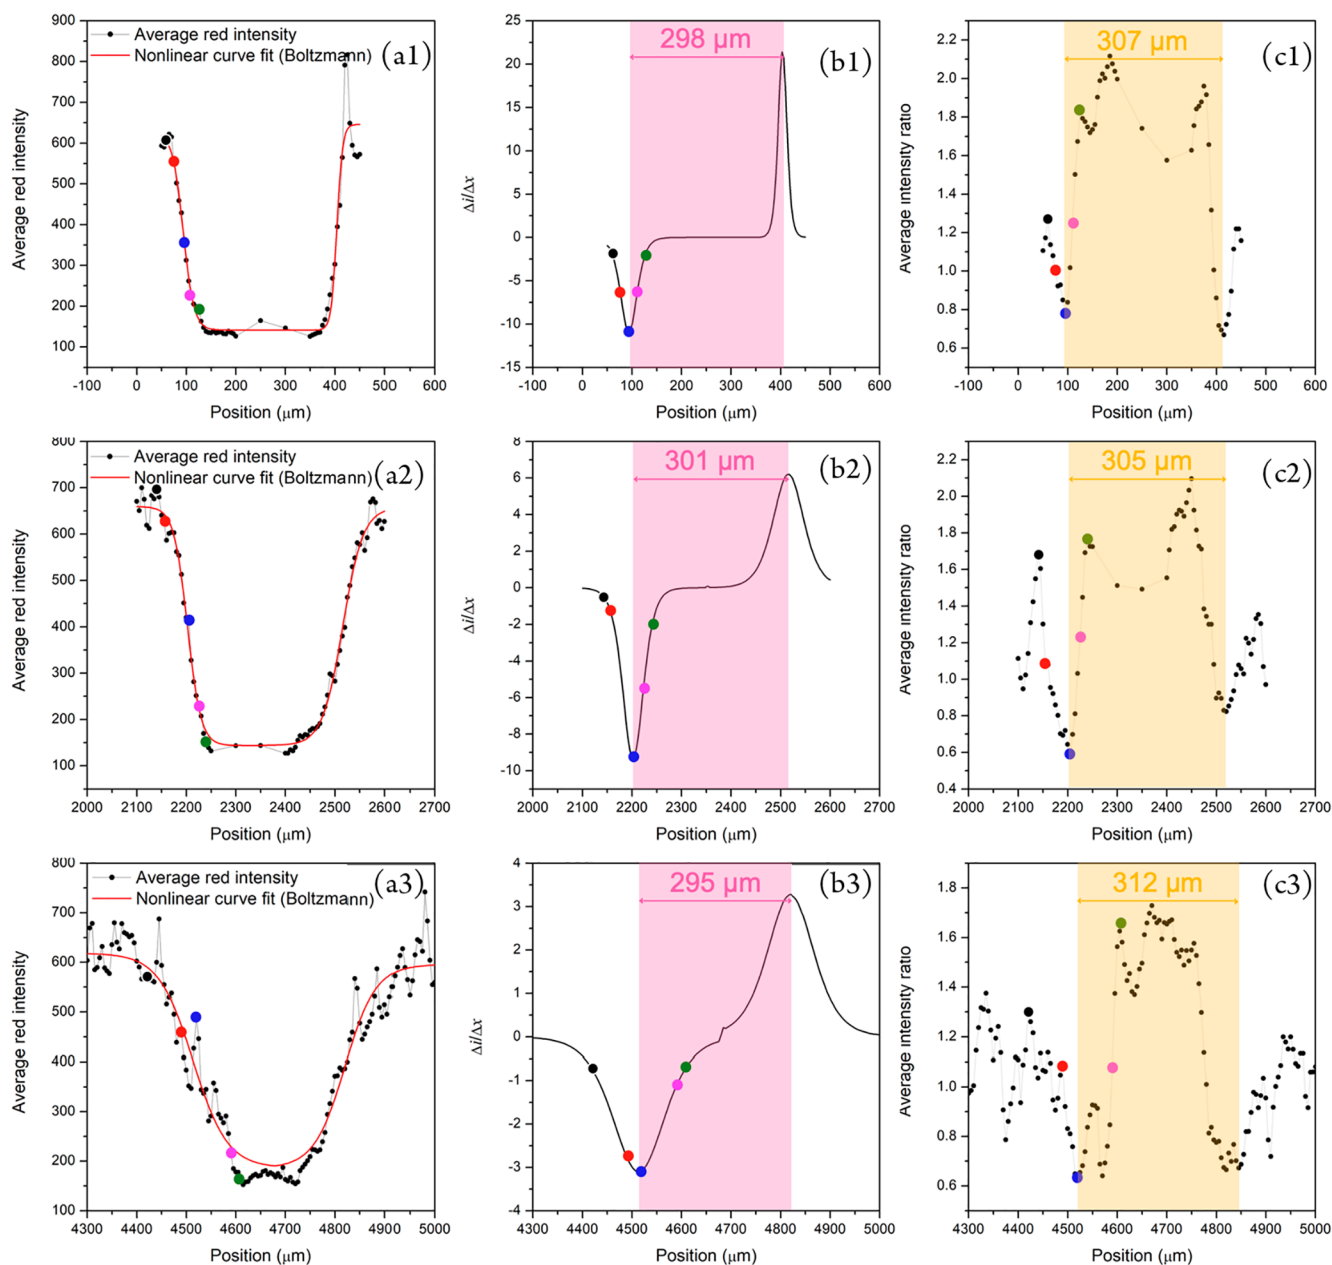 900
800
700
600
500
400
300
200
100
Average red intensity
Average red intensity
Nonlinear curve fit (Boltzmann)
(a1)
-100 0 100 200 300 400 500 600
Position (μm)
25
20
15
10
5
0
-5
-10
-15
Δi/Δx
298 μm
(b1)
-100 0 100 200 300 400 500 600
Position (μm)
2.2
2.0
1.8
1.6
1.4
1.2
1.0
0.8
0.6
Average intensity ratio
307 μm
(c1)
-100 0 100 200 300 400 500 600
Position (μm)
800
700
600
500
400
300
200
100
Average red intensity
Average red intensity
Nonlinear curve fit (Boltzmann)
(a2)
2000 2100 2200 2300 2400 2500 2600 2700
Position (μm)
8
6
4
2
0
-2
-4
-6
-8
-10
Δi/Δx
301 μm
(b2)
2000 2100 2200 2300 2400 2500 2600 2700
Position (μm)
2.2
2.0
1.8
1.6
1.4
1.2
1.0
0.8
0.6
0.4
Average intensity ratio
305 μm
(c2)
2000 2100 2200 2300 2400 2500 2600 2700
Position (μm)
800
700
600
500
400
300
200
100
Average red intensity
Average red intensity
Nonlinear curve fit (Boltzmann)
(a3)
4300 4400 4500 4600 4700 4800 4900 5000
Position (μm)
4
3
2
1
0
-1
-2
-3
-4
Δi/Δx
295 μm
(b3)
4300 4400 4500 4600 4700 4800 4900 5000
Position (μm)
1.8
1.6
1.4
1.2
1.0
0.8
0.6
Average intensity ratio
312 μm
(c3)
4300 4400 4500 4600 4700 4800 4900 5000
Position (μm)